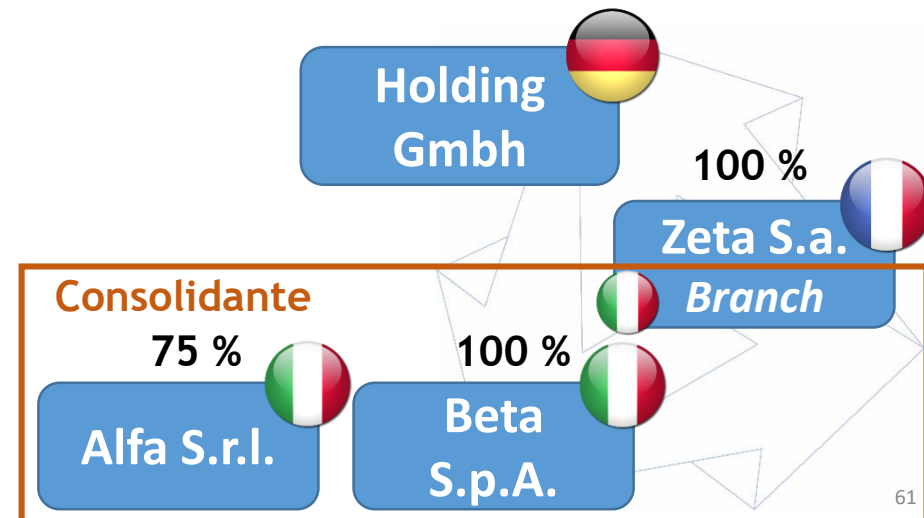 Holding
Gmbh
100 %
Zeta S.a.
Branch
Consolidante
75 %
100 %
Alfa S.r.l.
Beta
S.p.A.
61